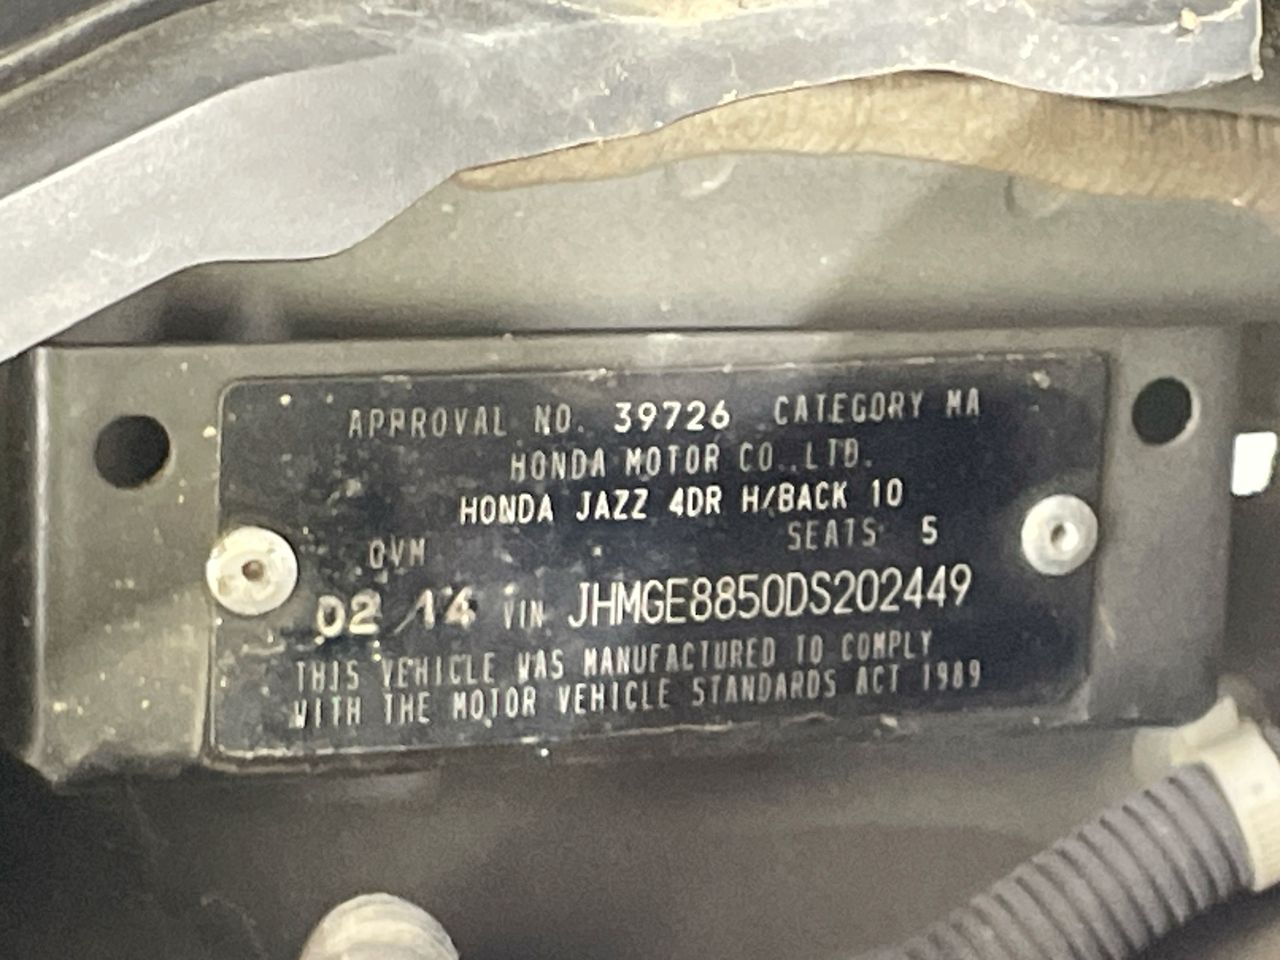 APPROVAL NO. 39726 CATEGORY MA
HONDA MOTOR CO.,LTD.
HONDA JAZZ 4DR H/BACK 10
SEATS 5
02/14 VIN JHMGE8850DS202449
THIS VEHICLE WAS MANUFACTURED TO COMPLY
WITH THE MOTOR VEHICLE STANDARDS ACT 1989